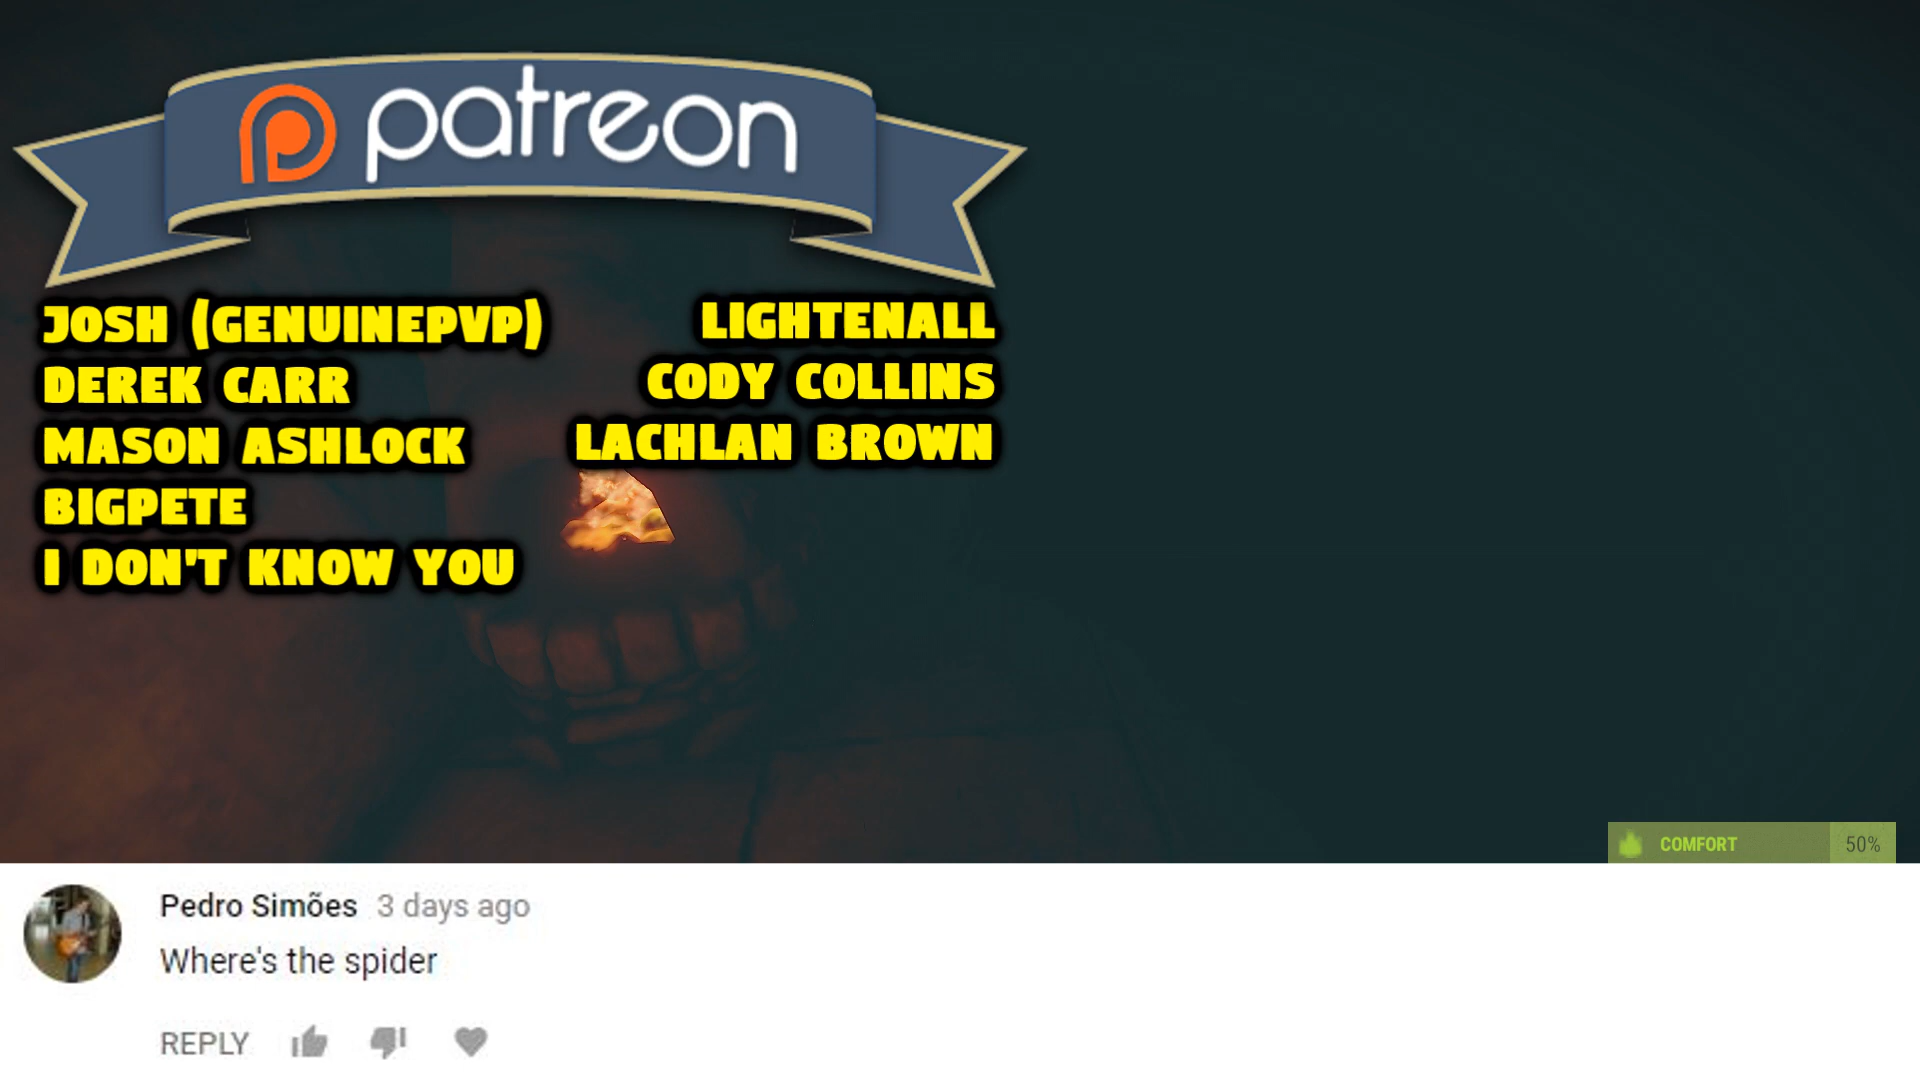 patreon
JOSH (GENUINEPVP)
DEREK CARR
MASON ASHLOCK
BIGPETE
I DON'T KNOW YOU
LIGHTENALL
CODY COLLINS
LACHLAN BROWN
COMFORT 50%
Pedro Simões 3 days ago
Where's the spider
REPLY